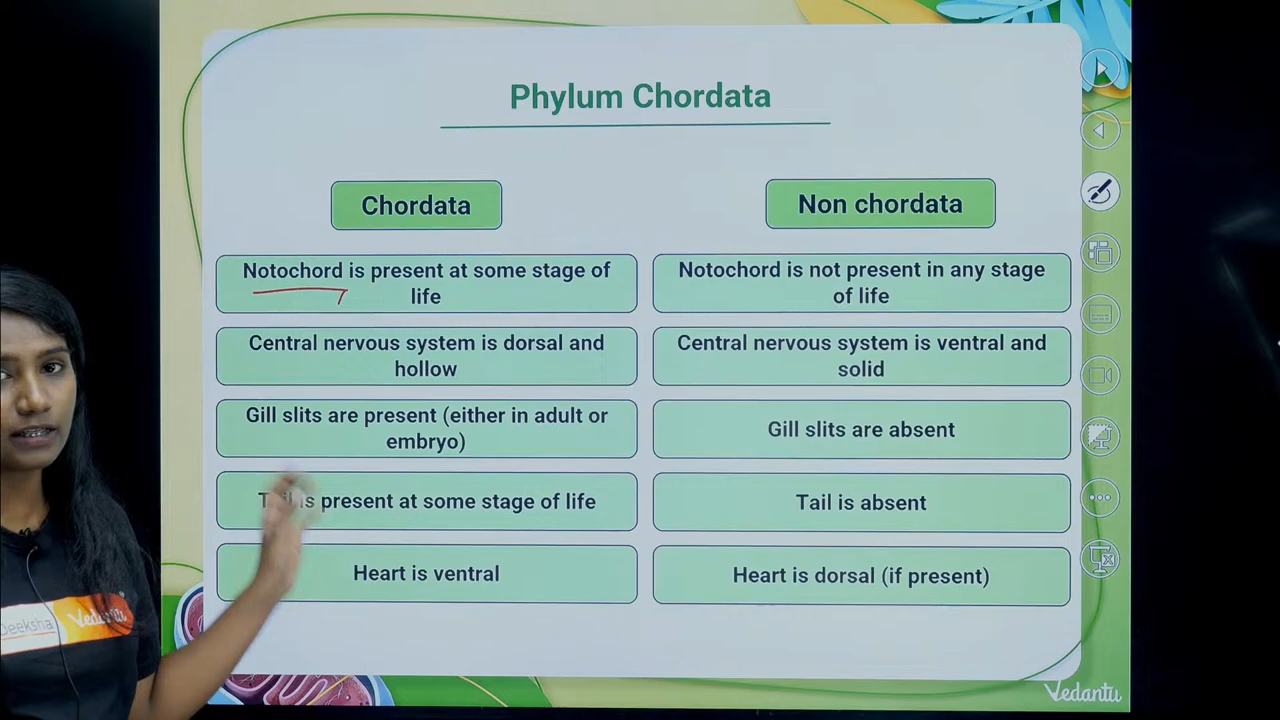 Phylum Chordata
Chordata
Non chordata
Notochord is present at some stage of
life
Notochord is not present in any stage
of life
Central nervous system is dorsal and
hollow
Central nervous system is ventral and
solid
Gill slits are present (either in adult or
embryo)
Gill slits are absent
Tail is present at some stage of life
Tail is absent
Heart is ventral
Heart is dorsal (if present)
Deeksha
Vedantu
Vedantu